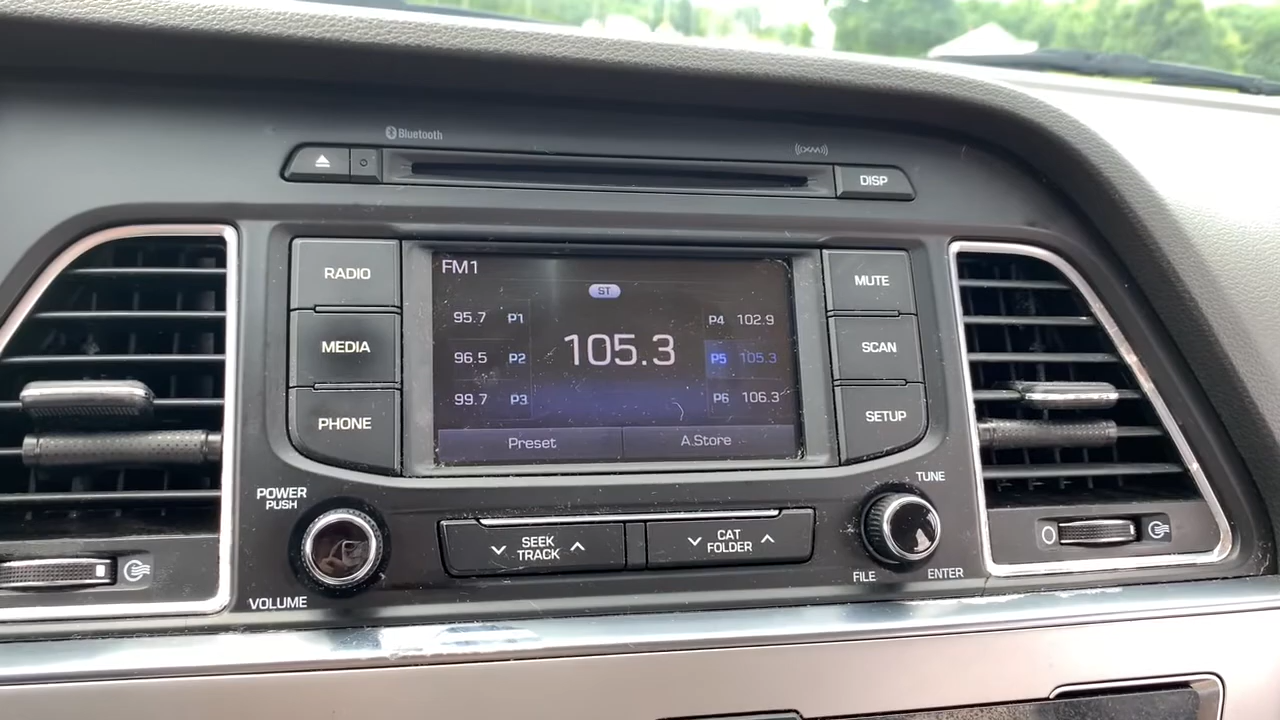 Bluetooth
((XM))
DISP
RADIO
MEDIA
PHONE
FM1
ST
95.7 P1
96.5 P2
99.7 P3
105.3
P4 102.9
P5 105.3
P6 106.3
Preset
A.Store
MUTE
SCAN
SETUP
POWER
PUSH
VOLUME
SEEK
TRACK
CAT
FOLDER
TUNE
FILE
ENTER